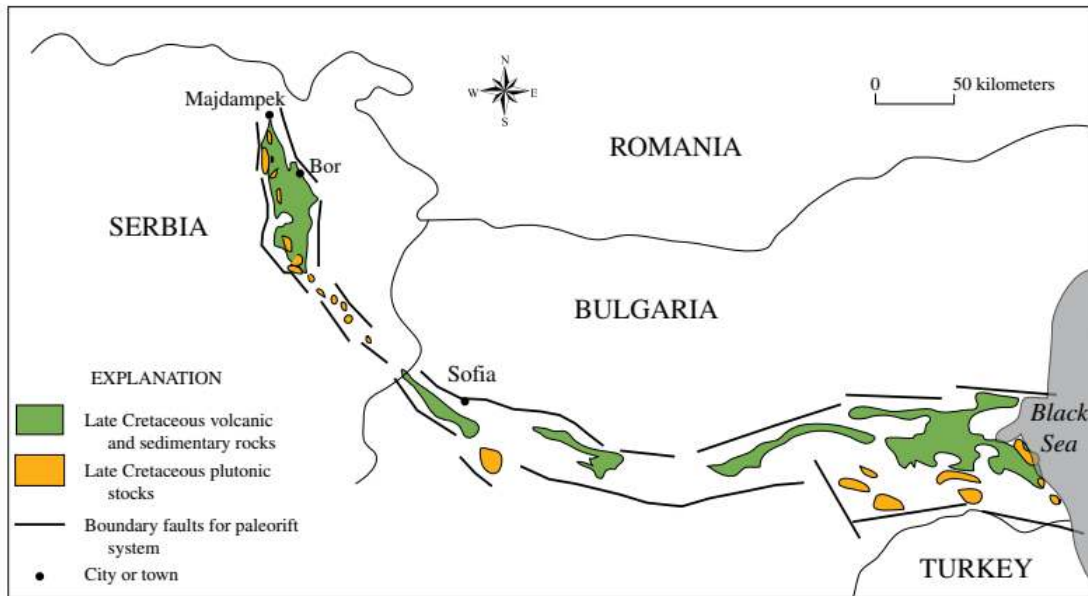 N
W E
S
0 50 kilometers
Majdampek
ROMANIA
Bor
SERBIA
BULGARIA
EXPLANATION
Sofia
Late Cretaceous volcanic
and sedimentary rocks
Black
Sea
Late Cretaceous plutonic
stocks
Boundary faults for paleorift
system
City or town
TURKEY